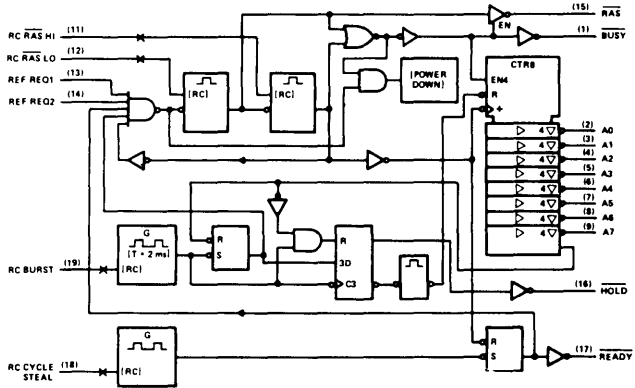 RC RAS HI (11)
RC RAS LO (12)
REF REQ1 (13)
REF REQ2 (14)
[RC]
[RC]
[POWER
DOWN]
EN
(15) RAS
(1) BUSY
CTR8
EN4
R
+
4 (2) A0
4 (3) A1
4 (4) A2
4 (5) A3
4 (6) A4
4 (7) A5
4 (8) A6
4 (9) A7
G
[T = 2 ms]
RC BURST (19)
[RC]
R
S
R
3D
C3
(16) HOLD
G
RC CYCLE
STEAL (18)
[RC]
R
S
(17) READY